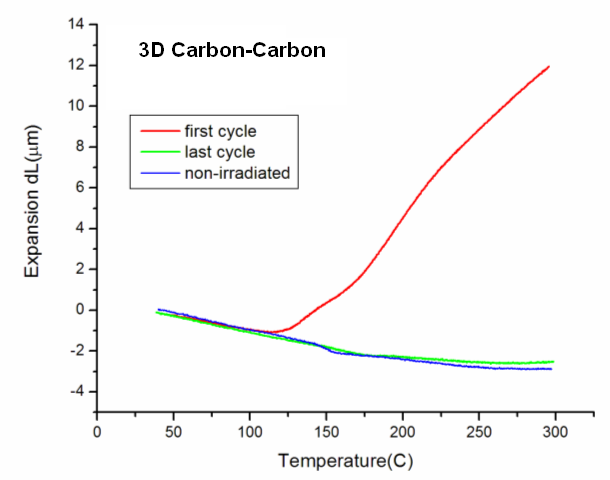 3D Carbon-Carbon
first cycle
last cycle
non-irradiated
Expansion dL(μm)
14
12
10
8
6
4
2
0
-2
-4
0
50
100
150
200
250
300
Temperature(C)